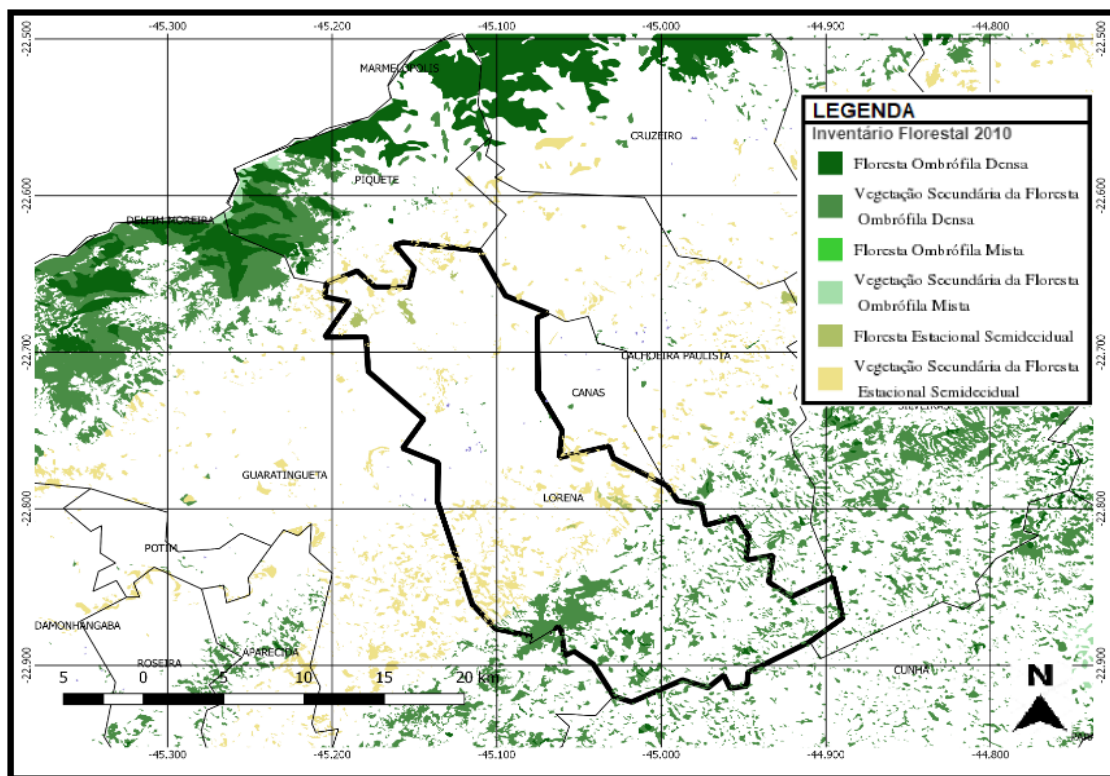 -45.300 -45.200 -45.100 -45.000 -44.900 -44.800
-22.500 -22.500
MARMELOPOLIS
CRUZEIRO
PIQUETE
-22.600
DELFIM MOREIRA
LEGENDA
Inventário Florestal 2010
Floresta Ombrófila Densa
Vegetação Secundária da Floresta
Ombrófila Densa
Floresta Ombrófila Mista
Vegetação Secundária da Floresta
Ombrófila Mista
Floresta Estacional Semidecidual
Vegetação Secundária da Floresta
Estacional Semidecidual
-22.700 -22.700
CACHOEIRA PAULISTA
CANAS
SILVEIRAS
GUARATINGUETA
LORENA
-22.800 -22.800
POTIM
DAMONHANGABA
ROSEIRA
APARECIDA
CUNHA
-22.900 -22.900
5 0 5 10 15 20 km
N
-45.300 -45.200 -45.100 -45.000 -44.900 -44.800